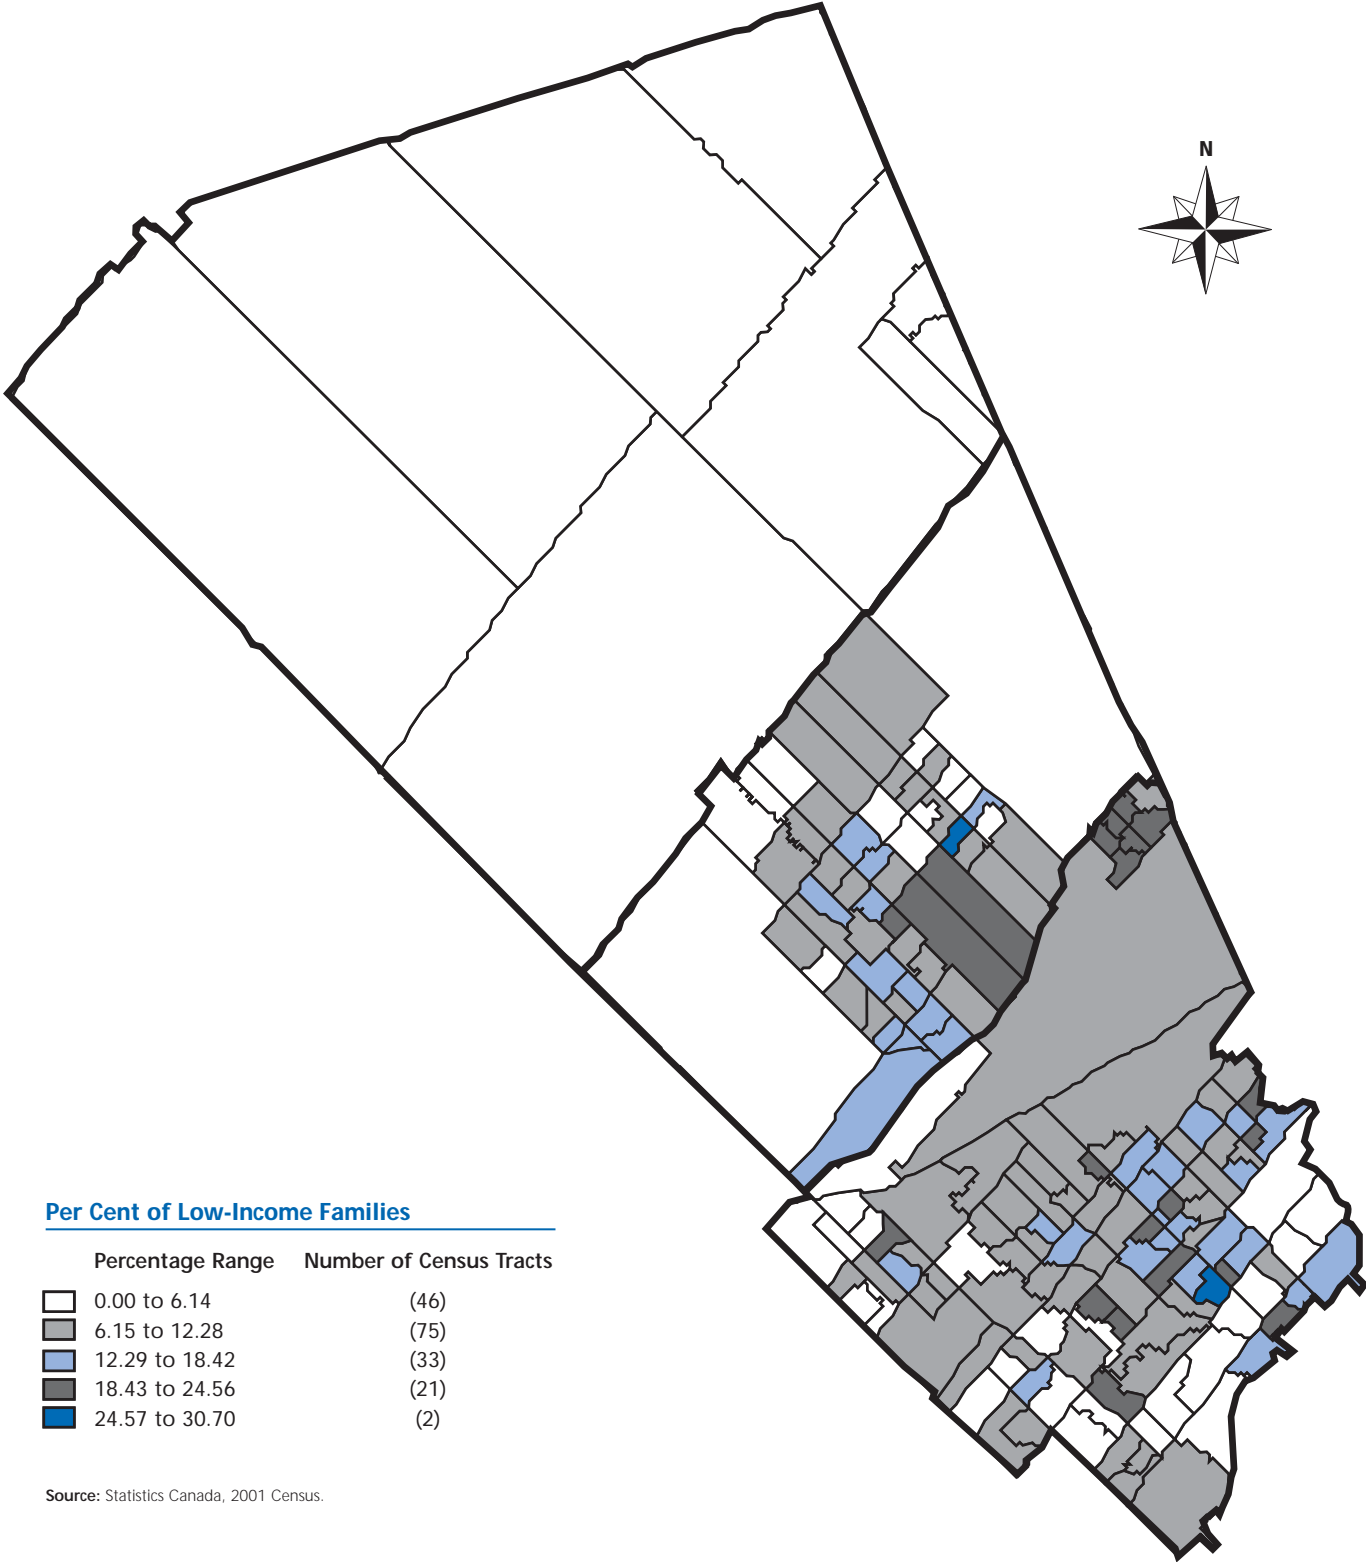 N
Per Cent of Low-Income Families
Percentage Range Number of Census Tracts
0.00 to 6.14 (46)
6.15 to 12.28 (75)
12.29 to 18.42 (33)
18.43 to 24.56 (21)
24.57 to 30.70 (2)
Source: Statistics Canada, 2001 Census.